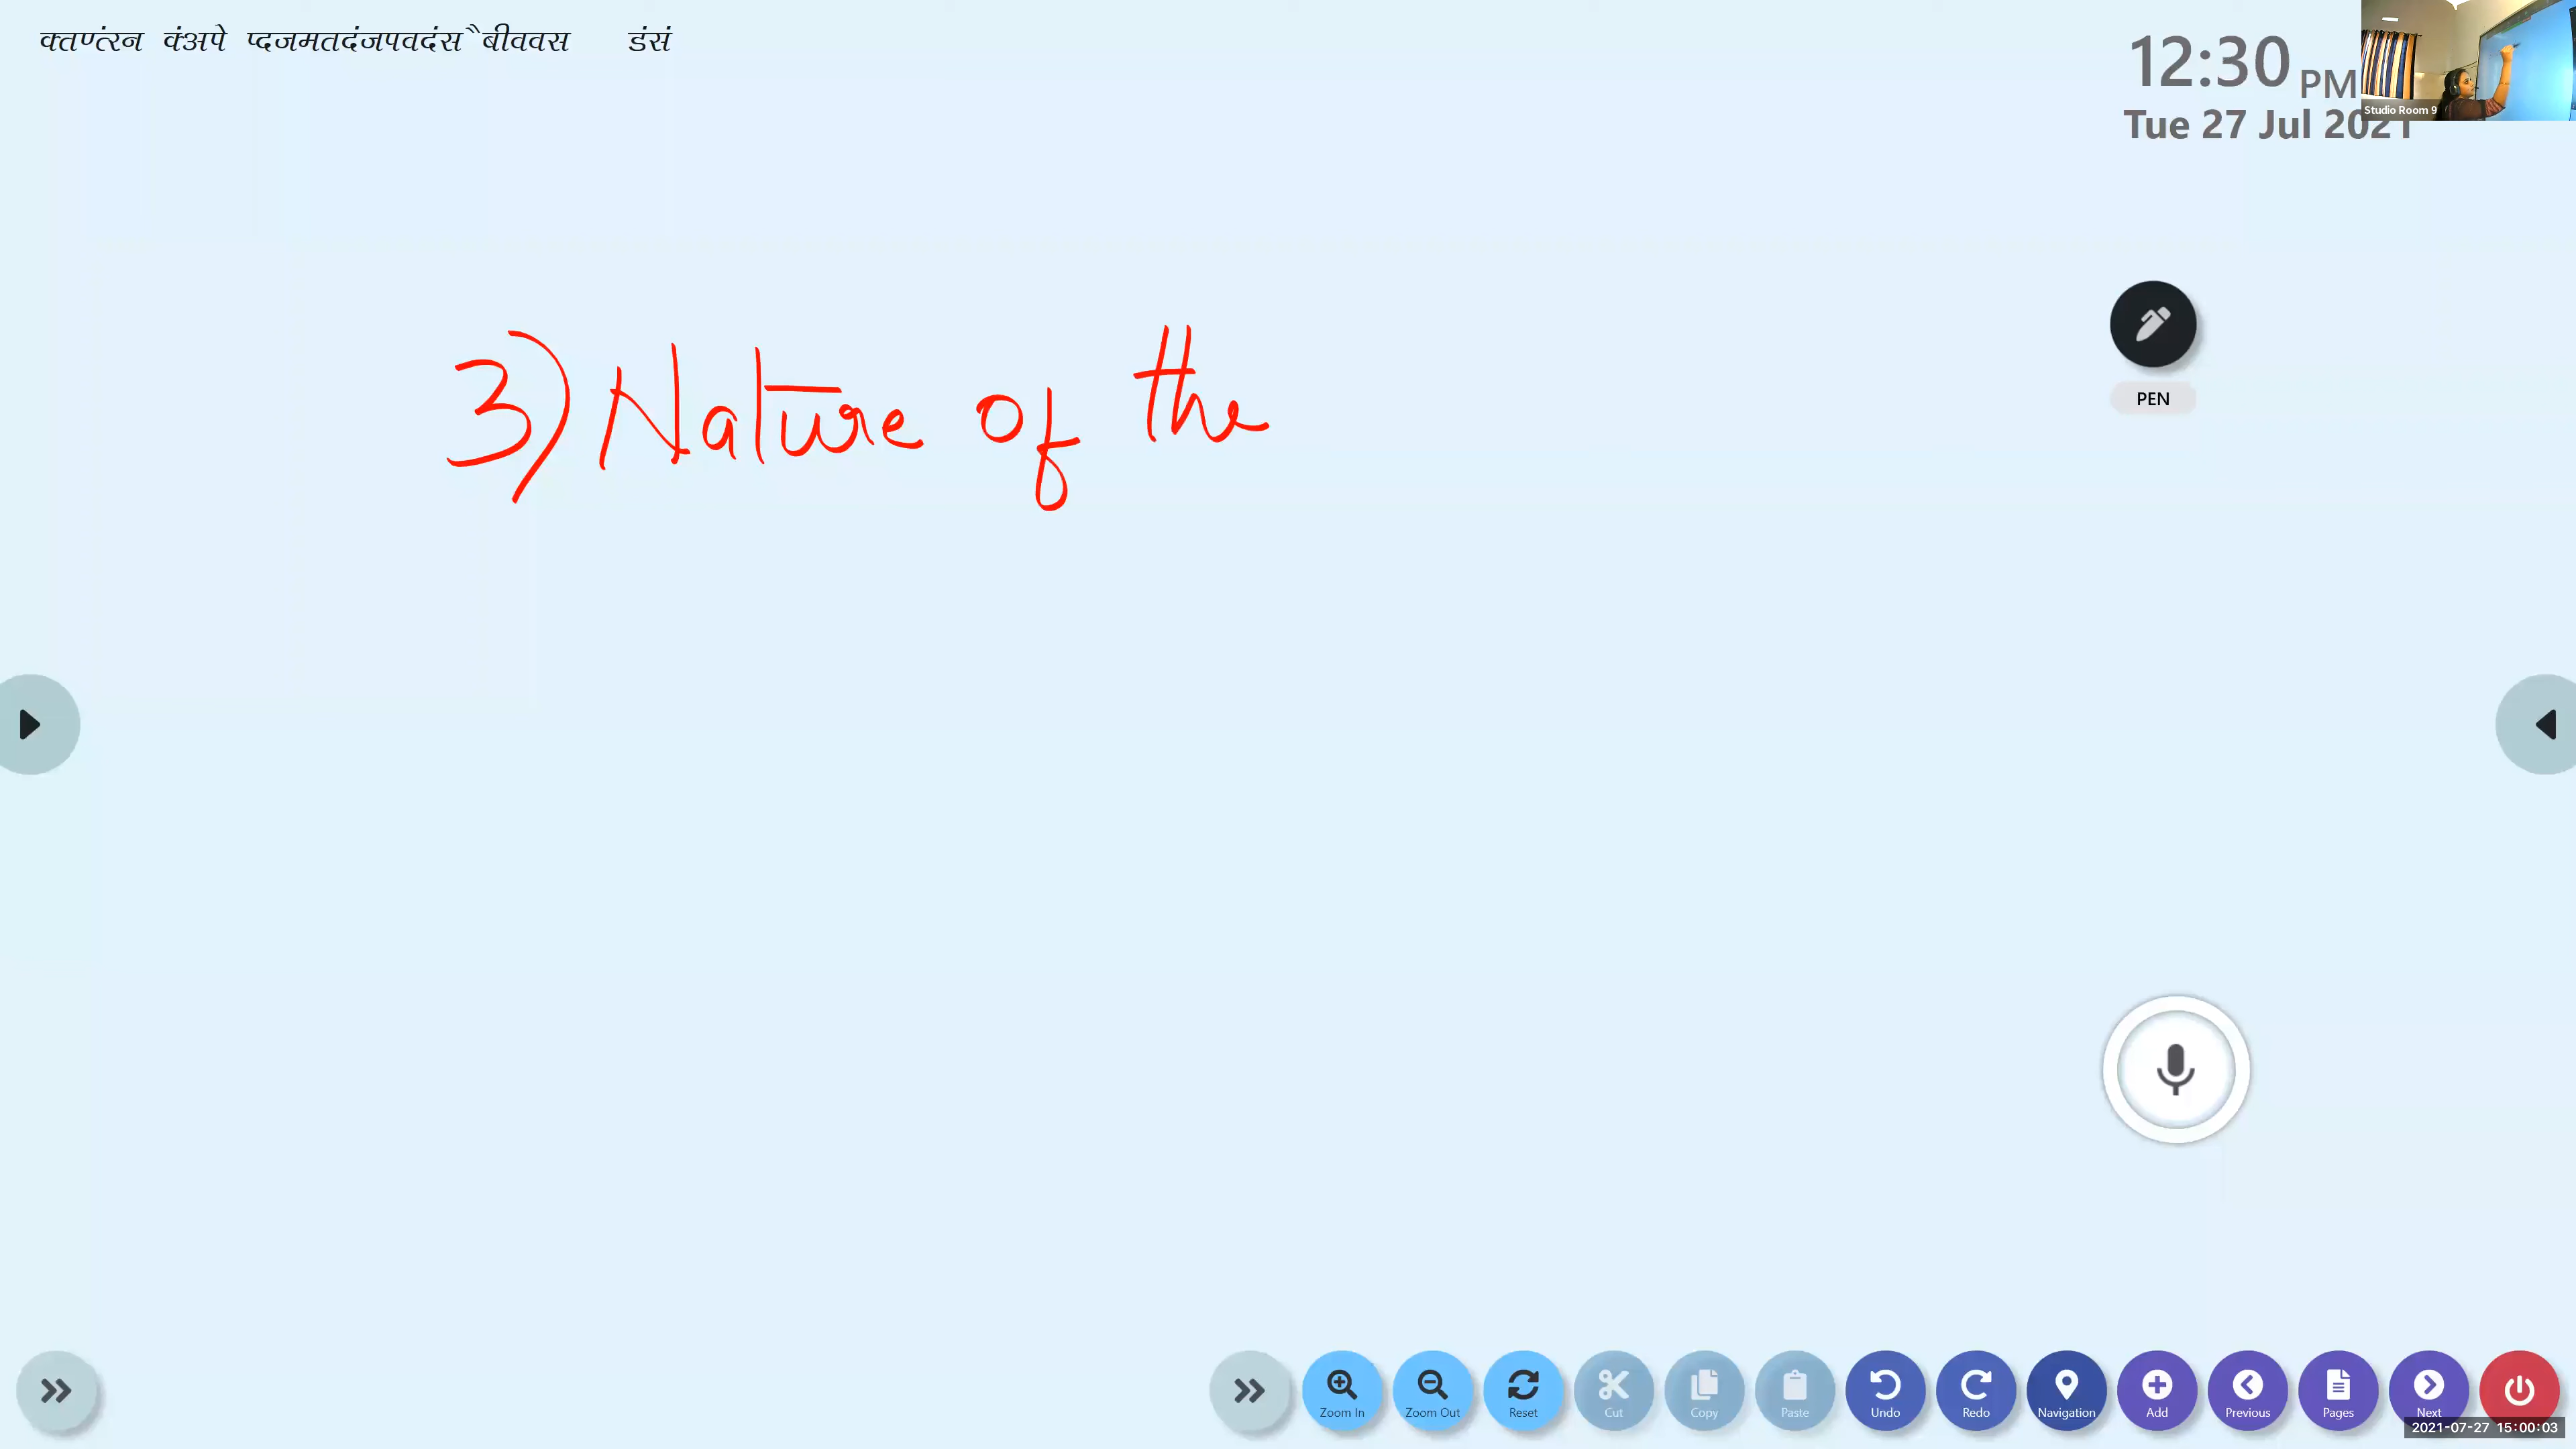 क्तण्तंरन क्ंअपे प्दजमतदंजपवदंस ैबीववस डंसं
12:30 PM
Studio Room 9
Tue 27 Jul 2021
3) Nature of the
PEN
Zoom In Zoom Out Reset Cut Copy Paste Undo Redo Navigation Add Previous Pages Next
2021-07-27 15:00:03